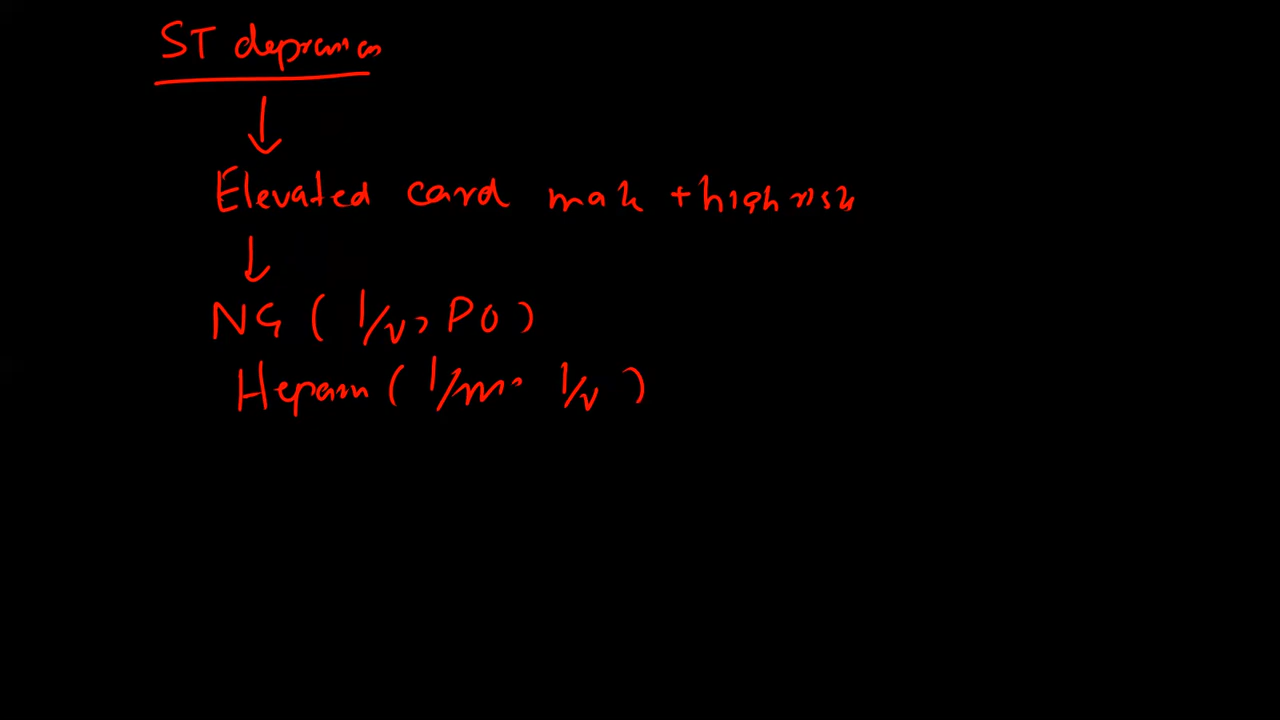 ST depression
Elevated card mak + high risk
NG ( I/V, PO )
Heparin ( I/m, I/V )